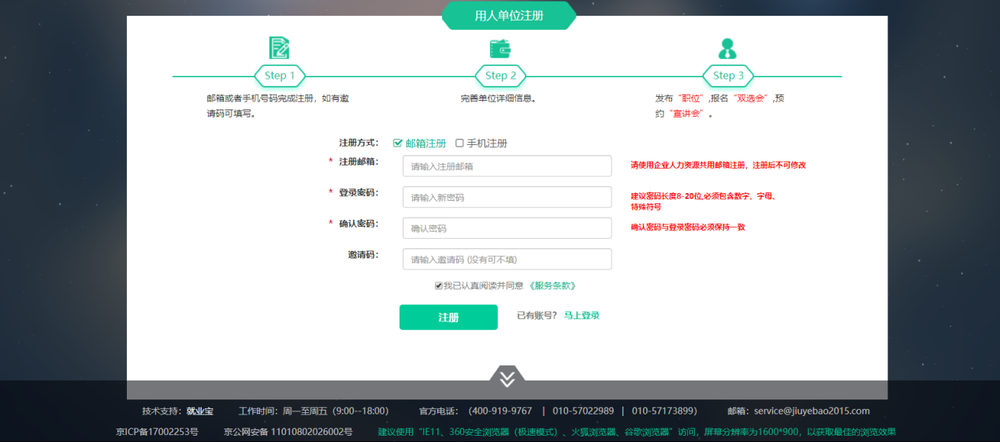 用人单位注册
Step 1
Step 2
Step 3
邮箱或者手机号码完成注册，如有邀
请码可填写。
完善单位详细信息。
发布“职位”,报名“双选会”,预
约“宣讲会”。
注册方式： 邮箱注册 手机注册
* 注册邮箱： 请输入注册邮箱 请使用企业人力资源共用邮箱注册，注册后不可修改
* 登录密码： 请输入新密码 建议密码长度8-20位,必须包含数字、字母、
特殊符号
* 确认密码： 确认密码 确认密码与登录密码必须保持一致
邀请码： 请输入邀请码 (没有可不填)
我已认真阅读并同意 《服务条款》
注册 已有账号？ 马上登录
技术支持：就业宝 工作时间：周一至周五（9:00--18:00） 官方电话：（400-919-9767 | 010-57022989 | 010-57173899） 邮箱：service@jiuyebao2015.com
京ICP备17002253号 京公网安备 11010802026002号 建议使用“IE11、360安全浏览器（极速模式）、火狐浏览器、谷歌浏览器”访问，屏幕分辨率为1600*900，以获取最佳的浏览效果